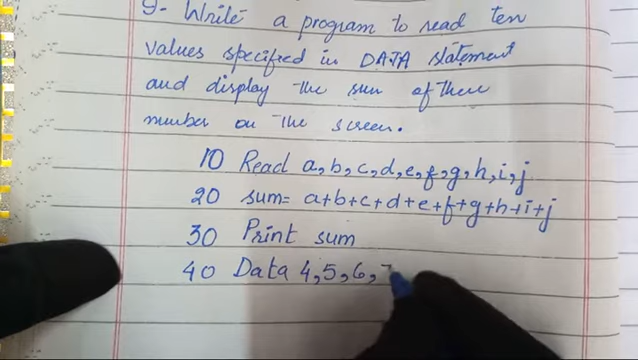 9- Write a program to read ten
values specified in DATA statement
and display the sum of these
number on the screen.
10 Read a,b,c,d,e,f,g,h,i,j
20 sum= a+b+c+d+e+f+g+h+i+j
30 Print sum
40 Data 4,5,6,7